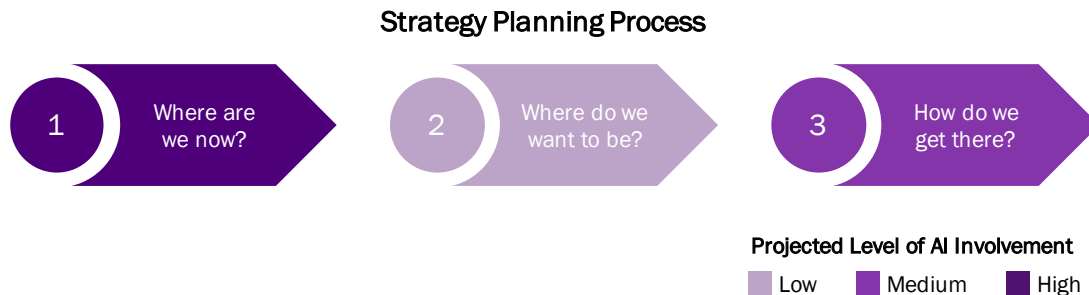 Strategy Planning Process
1
Where are
we now?
2
Where do we
want to be?
3
How do we
get there?
Projected Level of AI Involvement
Low
Medium
High